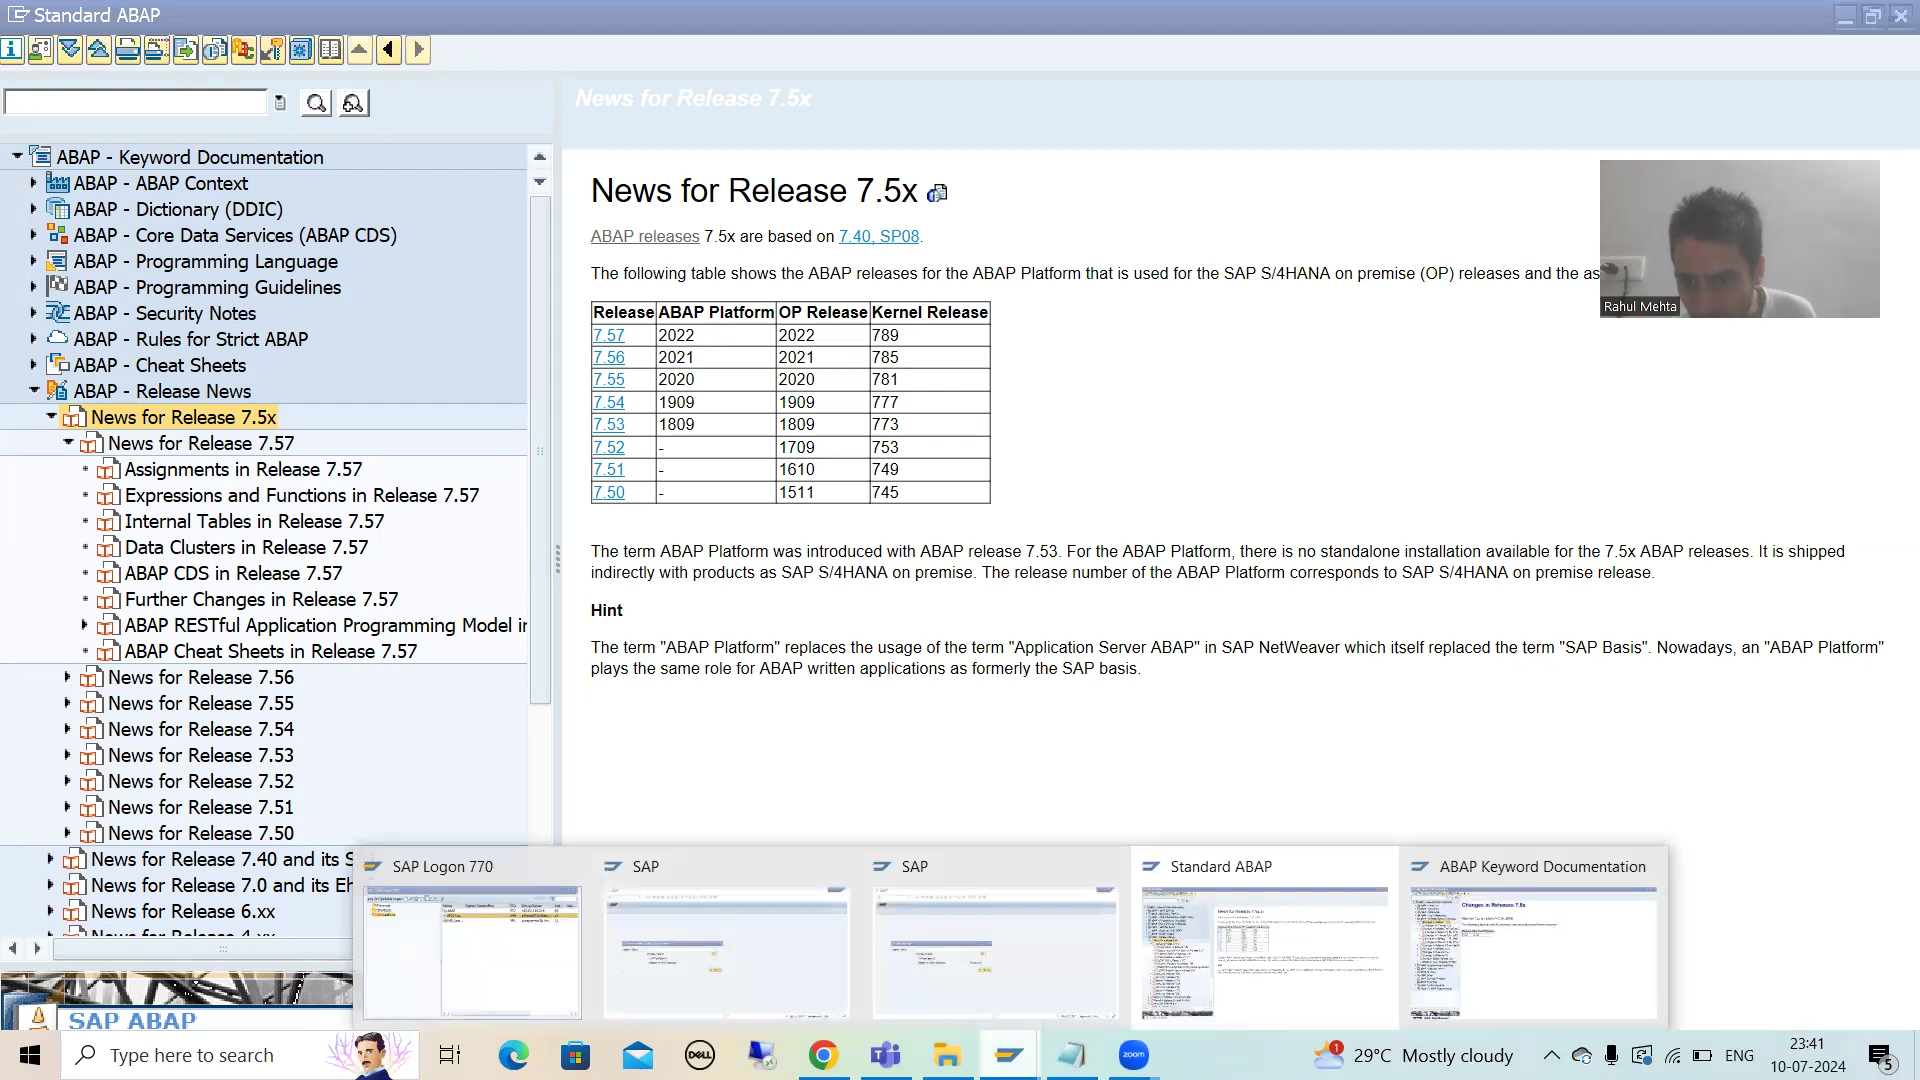 Standard ABAP
News for Release 7.5x
ABAP - Keyword Documentation
ABAP - ABAP Context
ABAP - Dictionary (DDIC)
ABAP - Core Data Services (ABAP CDS)
ABAP - Programming Language
ABAP - Programming Guidelines
ABAP - Security Notes
ABAP - Rules for Strict ABAP
ABAP - Cheat Sheets
ABAP - Release News
News for Release 7.5x
News for Release 7.57
Assignments in Release 7.57
Expressions and Functions in Release 7.57
Internal Tables in Release 7.57
Data Clusters in Release 7.57
ABAP CDS in Release 7.57
Further Changes in Release 7.57
ABAP RESTful Application Programming Model in
ABAP Cheat Sheets in Release 7.57
News for Release 7.56
News for Release 7.55
News for Release 7.54
News for Release 7.53
News for Release 7.52
News for Release 7.51
News for Release 7.50
News for Release 7.40 and its S
News for Release 7.0 and its Eh
News for Release 6.xx
News for Release 4.xx
SAP ABAP
News for Release 7.5x
ABAP releases 7.5x are based on 7.40, SP08.
The following table shows the ABAP releases for the ABAP Platform that is used for the SAP S/4HANA on premise (OP) releases and the as
Release ABAP Platform OP Release Kernel Release
7.57 2022 2022 789
7.56 2021 2021 785
7.55 2020 2020 781
7.54 1909 1909 777
7.53 1809 1809 773
7.52 - 1709 753
7.51 - 1610 749
7.50 - 1511 745
The term ABAP Platform was introduced with ABAP release 7.53. For the ABAP Platform, there is no standalone installation available for the 7.5x ABAP releases. It is shipped
indirectly with products as SAP S/4HANA on premise. The release number of the ABAP Platform corresponds to SAP S/4HANA on premise release.
Hint
The term "ABAP Platform" replaces the usage of the term "Application Server ABAP" in SAP NetWeaver which itself replaced the term "SAP Basis". Nowadays, an "ABAP Platform"
plays the same role for ABAP written applications as formerly the SAP basis.
Rahul Mehta
SAP Logon 770
SAP
SAP
Standard ABAP
ABAP Keyword Documentation
Changes in Releases 7.5x
Type here to search
DELL
zoom
1
29°C Mostly cloudy
ENG
23:41
10-07-2024
5